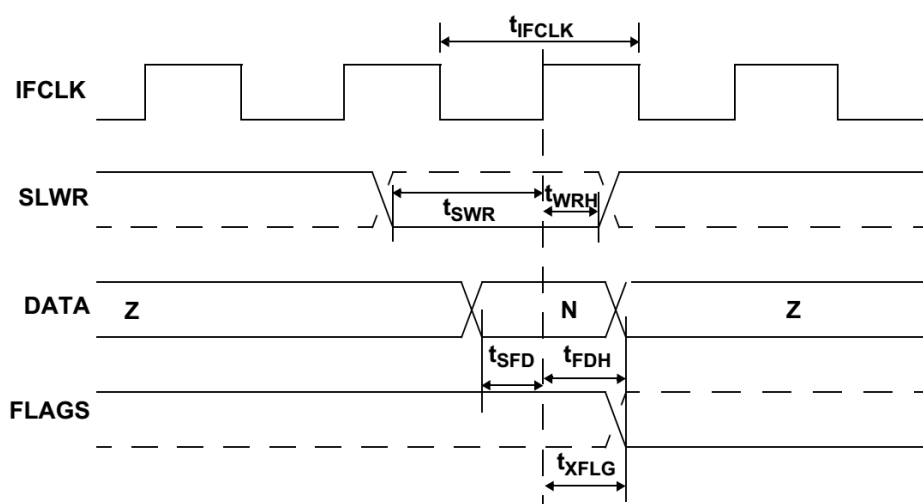 tIFCLK
IFCLK
SLWR
tSWR
tWRH
DATA
Z
N
Z
tSFD
tFDH
FLAGS
tXFLG